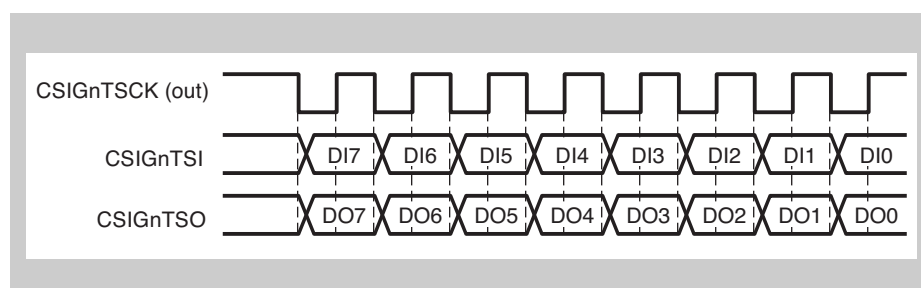 CSIGnTSCK (out)
CSIGnTSI DI7 DI6 DI5 DI4 DI3 DI2 DI1 DI0
CSIGnTSO DO7 DO6 DO5 DO4 DO3 DO2 DO1 DO0